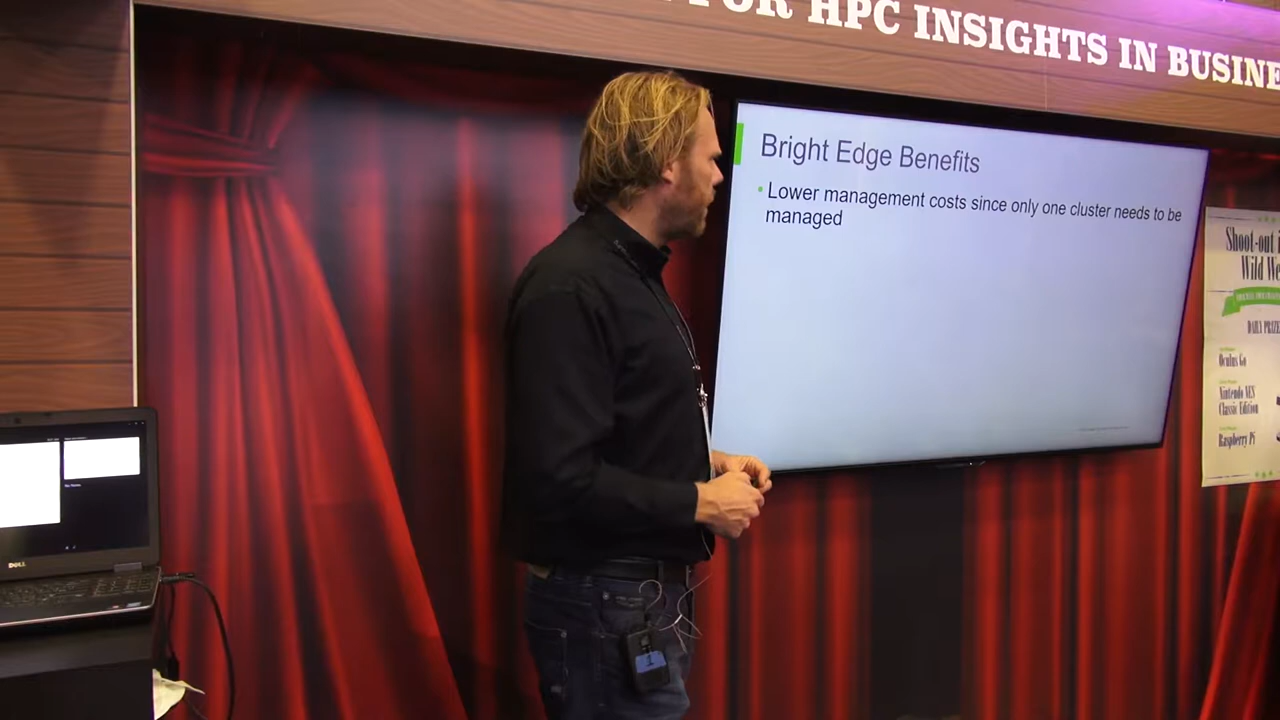 FOR HPC INSIGHTS IN BUSINE
Bright Edge Benefits
• Lower management costs since only one cluster needs to be
managed
Shoot-out
Wild We
DAILY PRIZE
Oculus Go
Nintendo NES
Classic Edition
Raspberry Pi
DELL